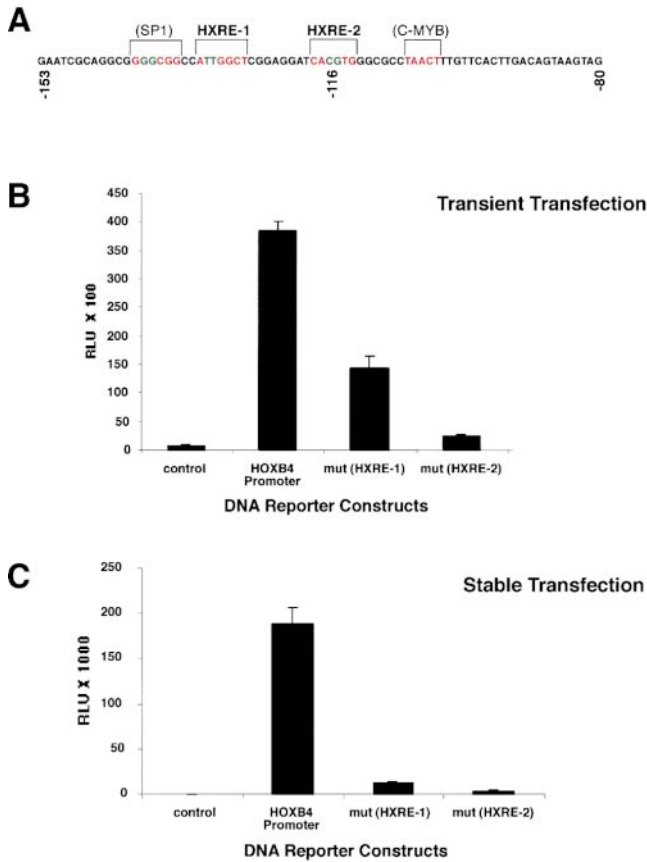 A
(SP1) HXRE-1 HXRE-2 (C-MYB)
GAATCGCAGGCGGGGCGGCCATTGGCTCGGAGGATCACGTGGGCGCCTAACTTTGTTCACTTGACAGTAAGTAG
-153 -116 -80
B
Transient Transfection
450
400
350
300
250
200
150
100
50
0
RLU X 100
control HOXB4 Promoter mut (HXRE-1) mut (HXRE-2)
DNA Reporter Constructs
C
Stable Transfection
250
200
150
100
50
0
RLU X 1000
control HOXB4 Promoter mut (HXRE-1) mut (HXRE-2)
DNA Reporter Constructs